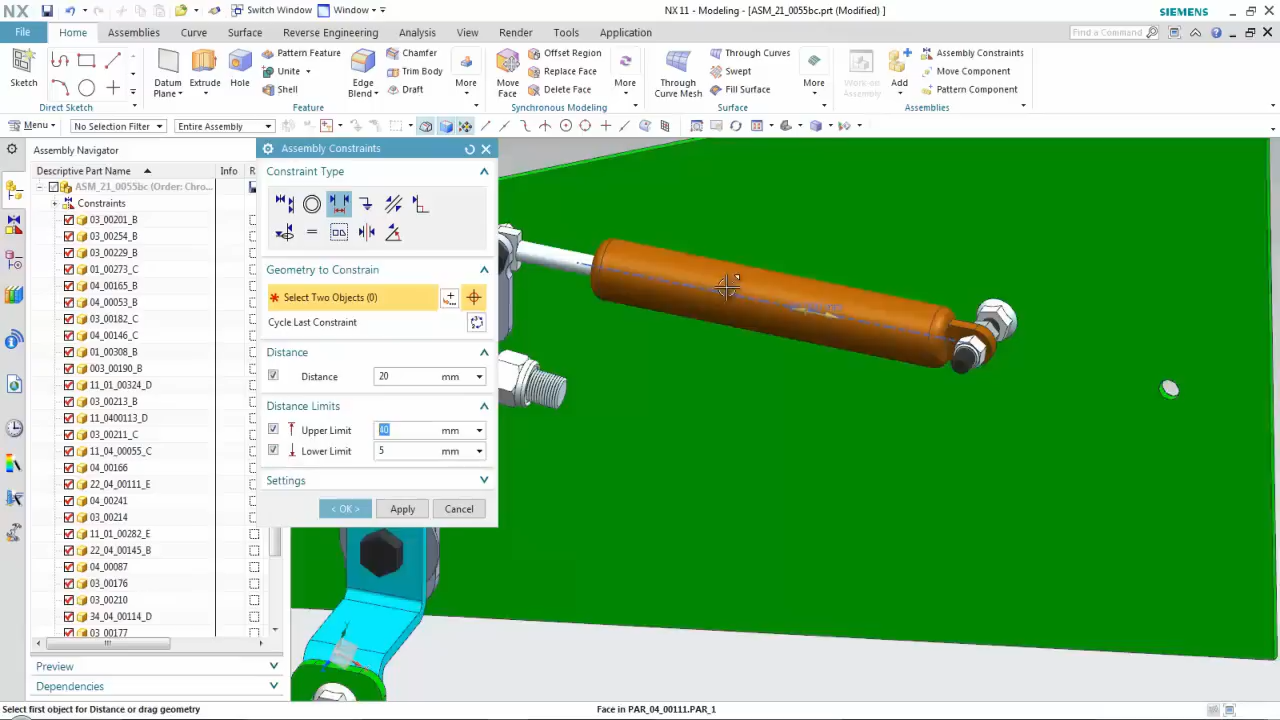 NX
Switch Window
Window
NX 11 - Modeling - [ASM_21_0055bc.prt (Modified) ]
SIEMENS
File
Home
Assemblies
Curve
Surface
Reverse Engineering
Analysis
View
Render
Tools
Application
Find a Command
Sketch
Direct Sketch
Datum Plane
Extrude
Hole
Pattern Feature
Unite
Shell
Edge Blend
Chamfer
Trim Body
Draft
More
Feature
Move Face
Offset Region
Replace Face
Delete Face
More
Synchronous Modeling
Through Curve Mesh
Through Curves
Swept
Fill Surface
More
Surface
Work on Assembly
Add
Assembly Constraints
Move Component
Pattern Component
Assemblies
Menu
No Selection Filter
Entire Assembly
Assembly Navigator
Descriptive Part Name
Info
R
ASM_21_0055bc (Order: Chro...
Constraints
03_00201_B
03_00254_B
03_00229_B
01_00273_C
04_00165_B
04_00053_B
03_00182_C
04_00146_C
01_00308_B
003_00190_B
11_01_00324_D
03_00213_B
11_0400113_D
03_00211_C
11_04_00055_C
04_00166
22_04_00111_E
04_00241
03_00214
11_01_00282_E
22_04_00145_B
04_00087
03_00176
03_00210
34_04_00114_D
03_00177
Preview
Dependencies
Assembly Constraints
Constraint Type
Geometry to Constrain
* Select Two Objects (0)
Cycle Last Constraint
Distance
Distance
20
mm
Distance Limits
Upper Limit
40
mm
Lower Limit
5
mm
Settings
< OK >
Apply
Cancel
Select first object for Distance or drag geometry
Face in PAR_04_00111.PAR_1